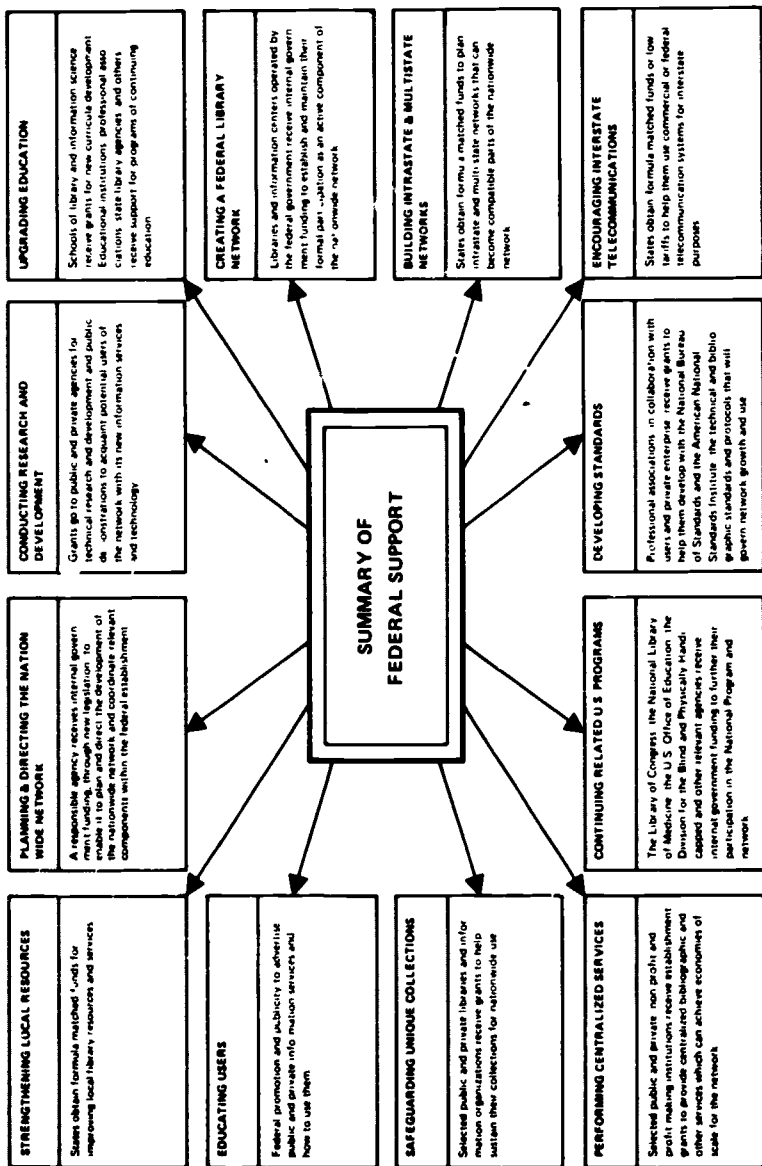 STRENGTHENING LOCAL RESOURCES
States obtain formula matched funds for
improving local library resources and services
PLANNING & DIRECTING THE NATION
WIDE NETWORK
A responsible agency receives internal govern
ment funding, through new legislation to
enable it to plan and direct the development of
the nationwide network and coordinate relevant
components within the federal establishment
CONDUCTING RESEARCH AND
DEVELOPMENT
Grants go to public and private agencies for
technical research and development and public
de onstrations to acquaint potential users of
the network with its new information services
and technology
UPGRADING EDUCATION
Schools of library and information science
receive grants for new curricula development
Educational institutions professional asso
ciations state library agencies and others
receive support for programs of continuing
education
EDUCATING USERS
Federal promotion and publicity to advertise
public and private info mation services and
how to use them
SUMMARY OF
FEDERAL SUPPORT
CREATING A FEDERAL LIBRARY
NETWORK
Libraries and information centers operated by
the federal government receive internal govern
ment funding to establish and maintain their
formal part cipation as an active component of
the nat onwide network
SAFEGUARDING UNIQUE COLLECTIONS
Selected public and private libraries and infor
mation organizations receive grants to help
sustain their collections for nationwide use
BUILDING INTRASTATE & MULTISTATE
NETWORKS
States obtain formu a matched funds to plan
intrastate and multi state networks that can
become compatible parts of the nationwide
network
PERFORMING CENTRALIZED SERVICES
Selected public and private non profit and
profit making institutions receive establishment
grants to provide centralized bibliographic and
other services which can achieve economies of
scale for the network
CONTINUING RELATED U S PROGRAMS
The Library of Congress the National Library
of Medicine the U S Office of Education the
Division for the Blind and Physically Handi
capped and other relevant agencies receive
internal government funding to further their
participation in the National Program and
network
DEVELOPING STANDARDS
Professional associations in collaboration with
users and private enterprise receive grants to
help them develop with the National Bureau
of Standards and the American National
Standards Institute the technical and biblio
graphic standards and protocols that will
govern network growth and use
ENCOURAGING INTERSTATE
TELECOMMUNICATIONS
States obtain formula matched funds or low
tariffs to help them use commercial or federal
telecommunication systems for interstate
purposes